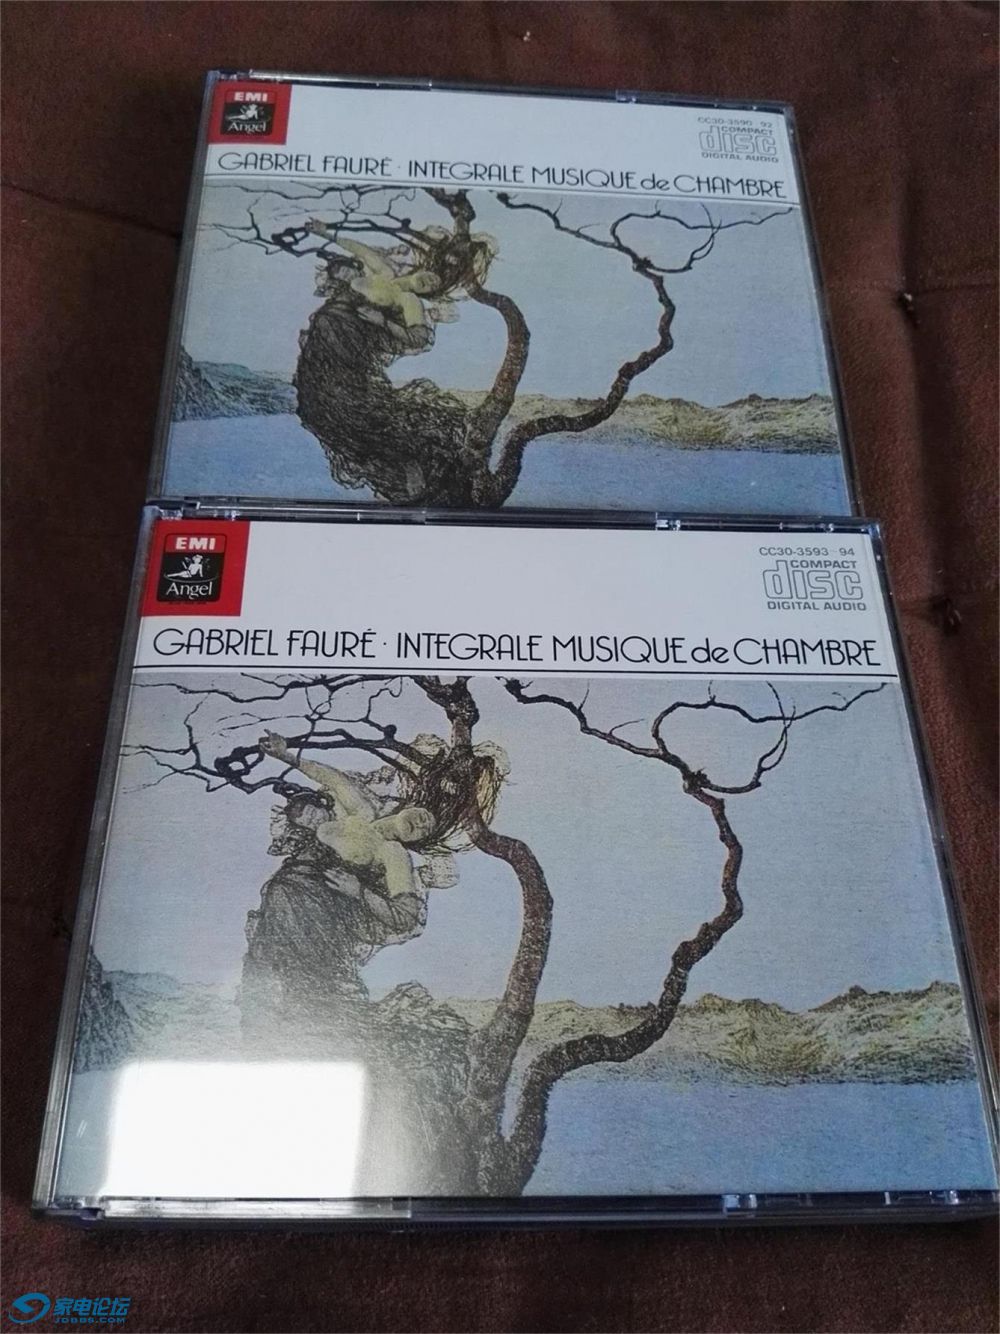 EMI
Angel
CC30-3590-92
COMPACT
disc
DIGITAL AUDIO
GABRIEL FAURÉ · INTEGRALE MUSIQUE de CHAMBRE
EMI
Angel
CC30-3593-94
COMPACT
disc
DIGITAL AUDIO
GABRIEL FAURÉ · INTEGRALE MUSIQUE de CHAMBRE
家电论坛
JDBBS.COM